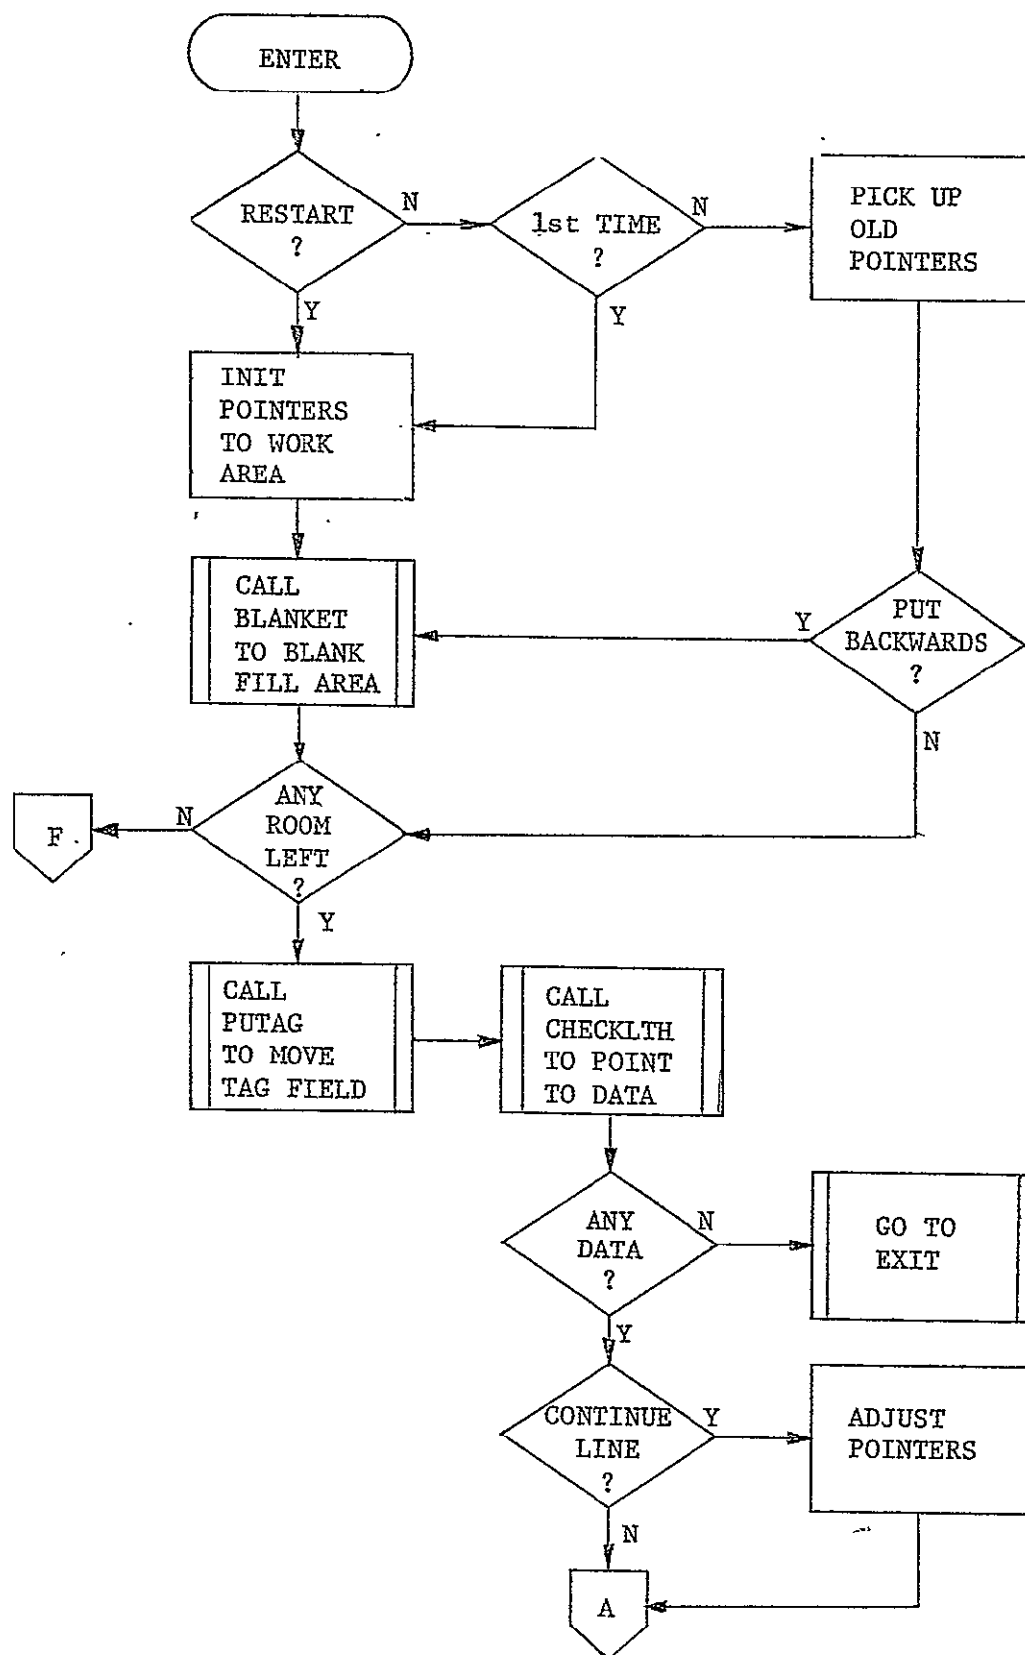 ENTER
RESTART
?
N
1st TIME
?
N
PICK UP
OLD
POINTERS
Y
Y
INIT
POINTERS
TO WORK
AREA
CALL
BLANKET
TO BLANK
FILL AREA
Y
PUT
BACKWARDS
?
N
F
N
ANY
ROOM
LEFT
?
Y
CALL
PUTAG
TO MOVE
TAG FIELD
CALL
CHECKLTH
TO POINT
TO DATA
ANY
DATA
?
N
GO TO
EXIT
Y
CONTINUE
LINE
?
Y
ADJUST
POINTERS
N
A